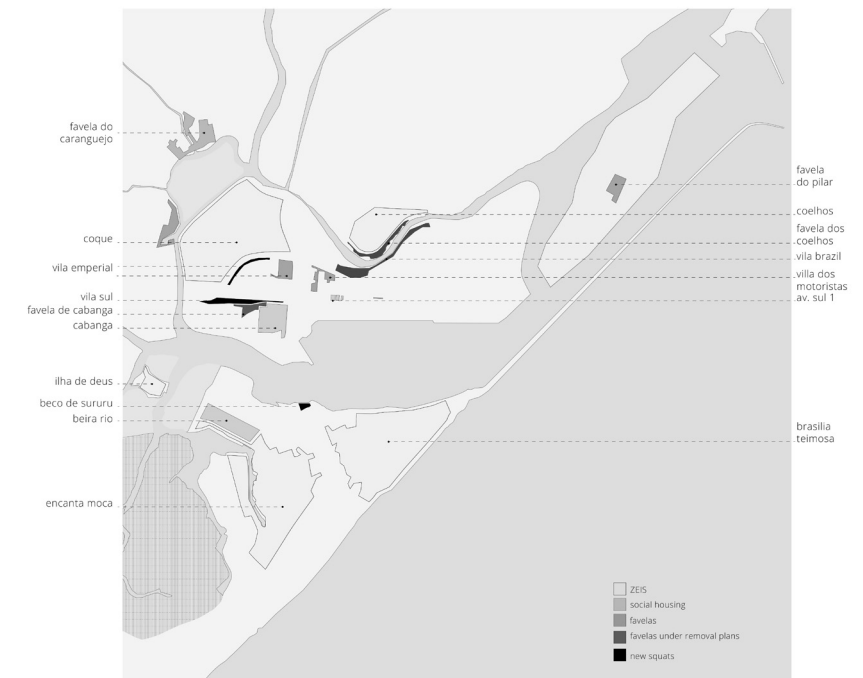 favela do
caranguejo
coque
vila emperial
vila sul
favela de cabanga
cabanga
ilha de deus
beco de sururu
beira rio
encanta moca
favela
do pilar
coelhos
favela dos
coelhos
vila brazil
villa dos
motoristas
av. sul 1
brasilia
teimosa
ZEIS
social housing
favelas
favelas under removal plans
new squats